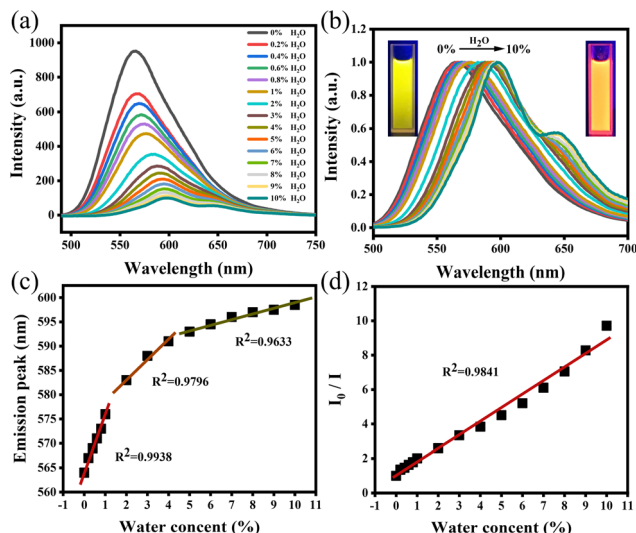 (a)
1000
800
600
400
200
0
Intensity (a.u.)
500 550 600 650 700 750
Wavelength (nm)
0% H2O
0.2% H2O
0.4% H2O
0.6% H2O
0.8% H2O
1% H2O
2% H2O
3% H2O
4% H2O
5% H2O
6% H2O
7% H2O
8% H2O
9% H2O
10% H2O
(b)
H2O
0% 10%
1.0
0.8
0.6
0.4
0.2
0.0
Intensity (a.u.)
500 550 600 650 700
Wavelength (nm)
(c)
600
595
590
585
580
575
570
565
560
Emission peak (nm)
R²=0.9633
R²=0.9796
R²=0.9938
-1 0 1 2 3 4 5 6 7 8 9 10 11
Water concent (%)
(d)
12
10
8
6
4
2
0
I0 / I
R²=0.9841
-1 0 1 2 3 4 5 6 7 8 9 10 11
Water concent (%)